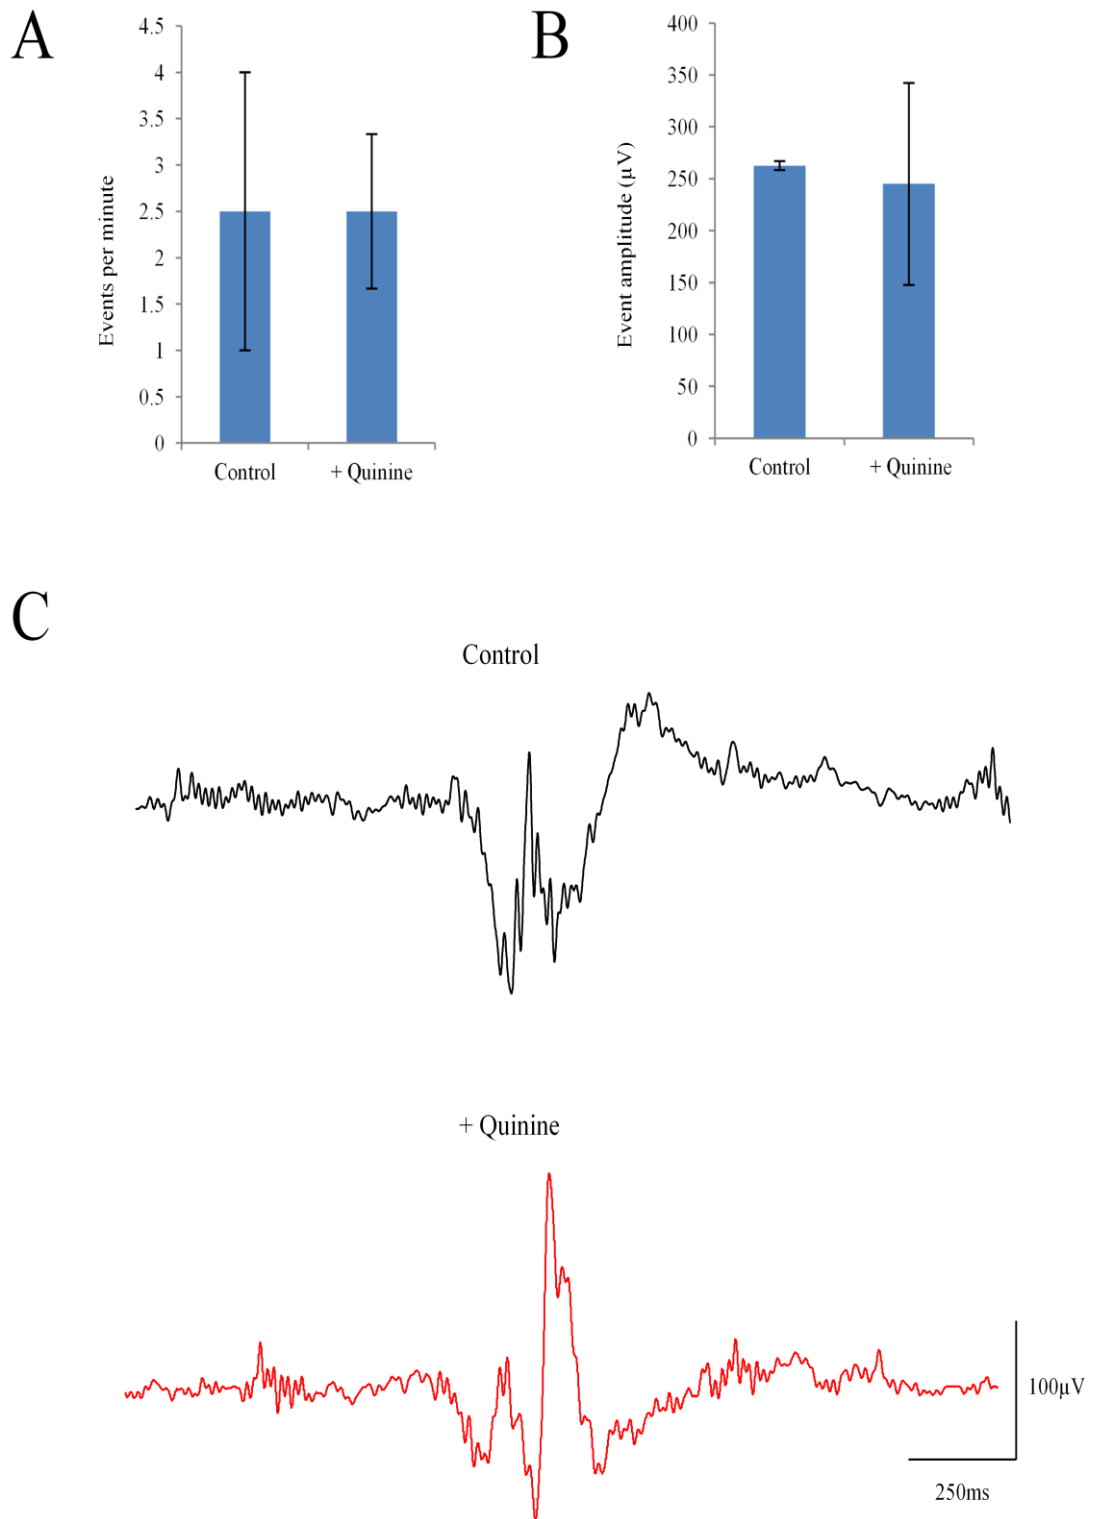 A
Events per minute
4.5
4
3.5
3
2.5
2
1.5
1
0.5
0
Control
+ Quinine
B
Event amplitude (µV)
400
350
300
250
200
150
100
50
0
Control
+ Quinine
C
Control
+ Quinine
100µV
250ms